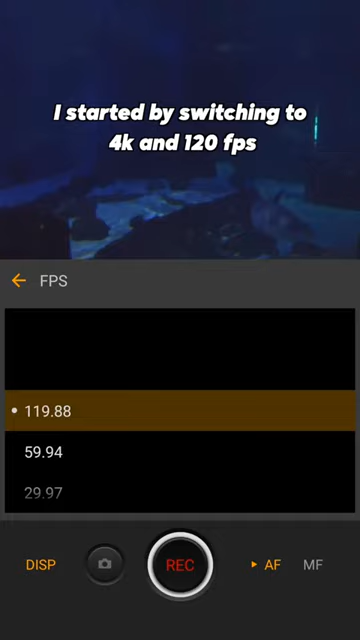 I started by switching to
4k and 120 fps
FPS
119.88
59.94
29.97
DISP
REC
AF
MF